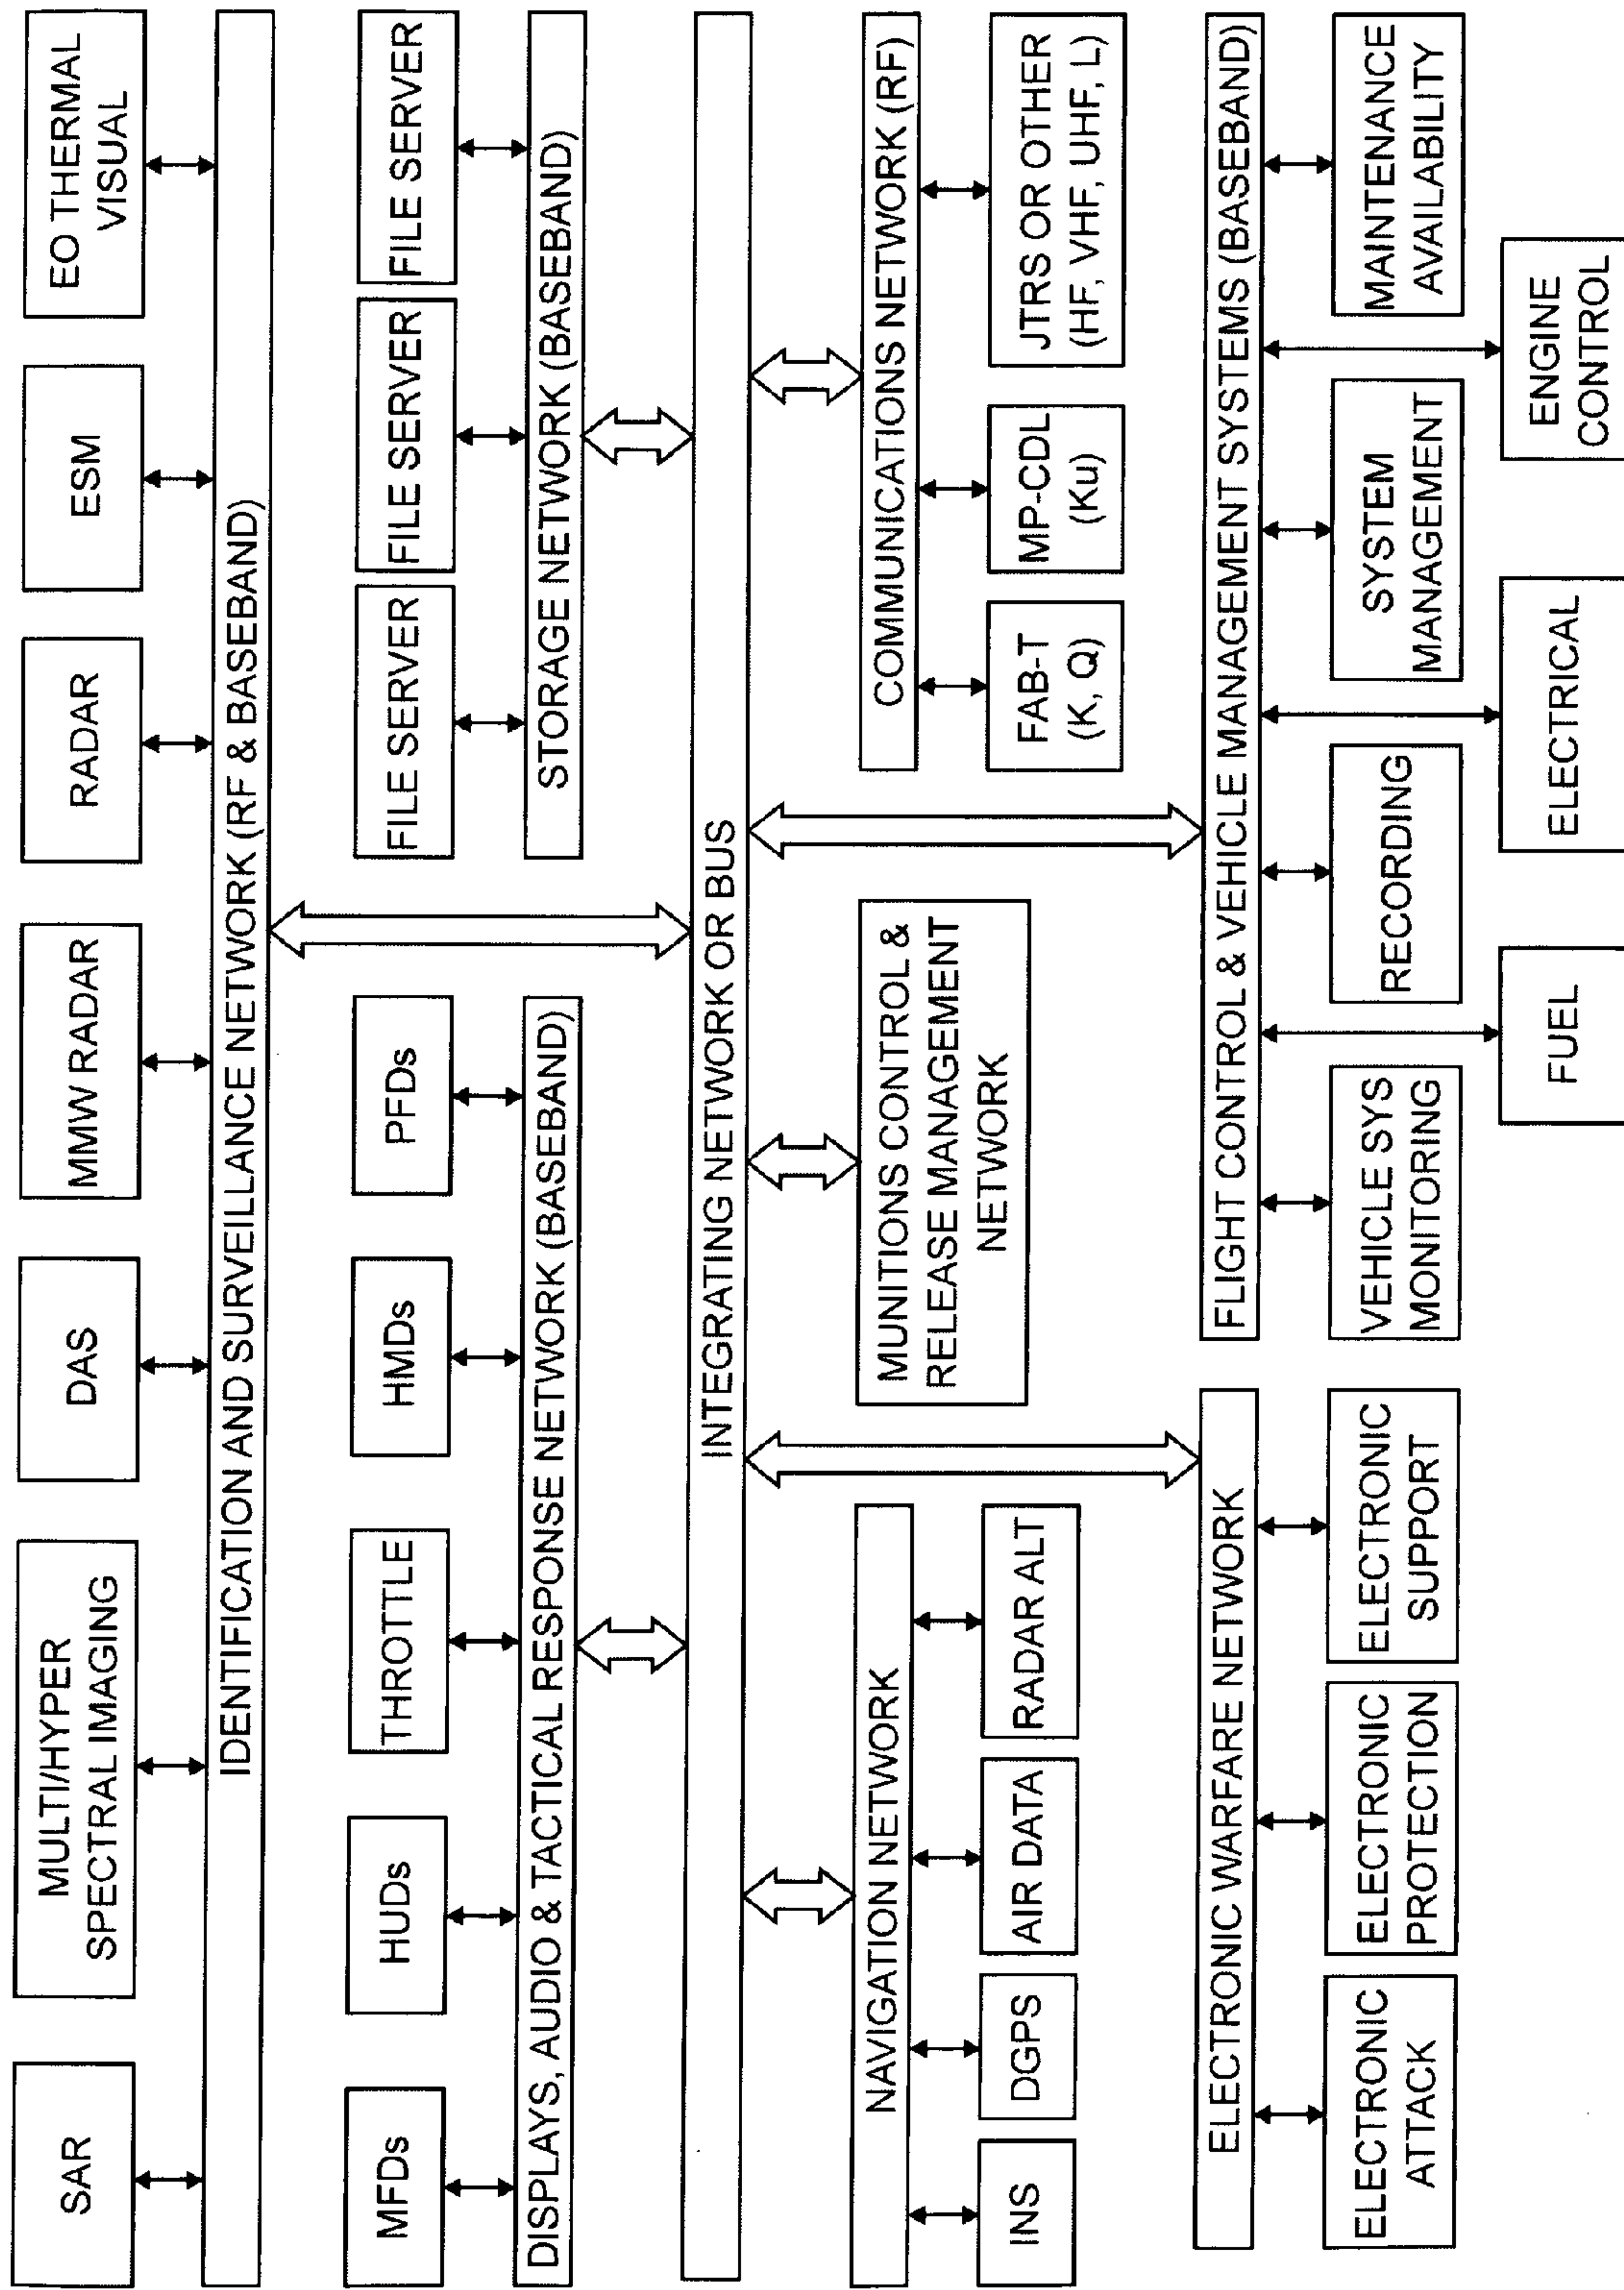 SAR
MULTI/HYPER
SPECTRAL IMAGING
DAS
MMW RADAR
RADAR
ESM
EO THERMAL
VISUAL
IDENTIFICATION AND SURVEILLANCE NETWORK (RF & BASEBAND)
MFDs
HUDs
THROTTLE
HMDs
PFDs
FILE SERVER
FILE SERVER
FILE SERVER
DISPLAYS, AUDIO & TACTICAL RESPONSE NETWORK (BASEBAND)
STORAGE NETWORK (BASEBAND)
INTEGRATING NETWORK OR BUS
NAVIGATION NETWORK
INS
DGPS
AIR DATA
RADAR ALT
MUNITIONS CONTROL &
RELEASE MANAGEMENT
NETWORK
COMMUNICATIONS NETWORK (RF)
FAB-T
(K, Q)
MP-CDL
(Ku)
JTRS OR OTHER
(HF, VHF, UHF, L)
ELECTRONIC WARFARE NETWORK
ELECTRONIC
ATTACK
ELECTRONIC
PROTECTION
ELECTRONIC
SUPPORT
FLIGHT CONTROL & VEHICLE MANAGEMENT SYSTEMS (BASEBAND)
VEHICLE SYS
MONITORING
RECORDING
SYSTEM
MANAGEMENT
MAINTENANCE
AVAILABILITY
FUEL
ELECTRICAL
ENGINE
CONTROL